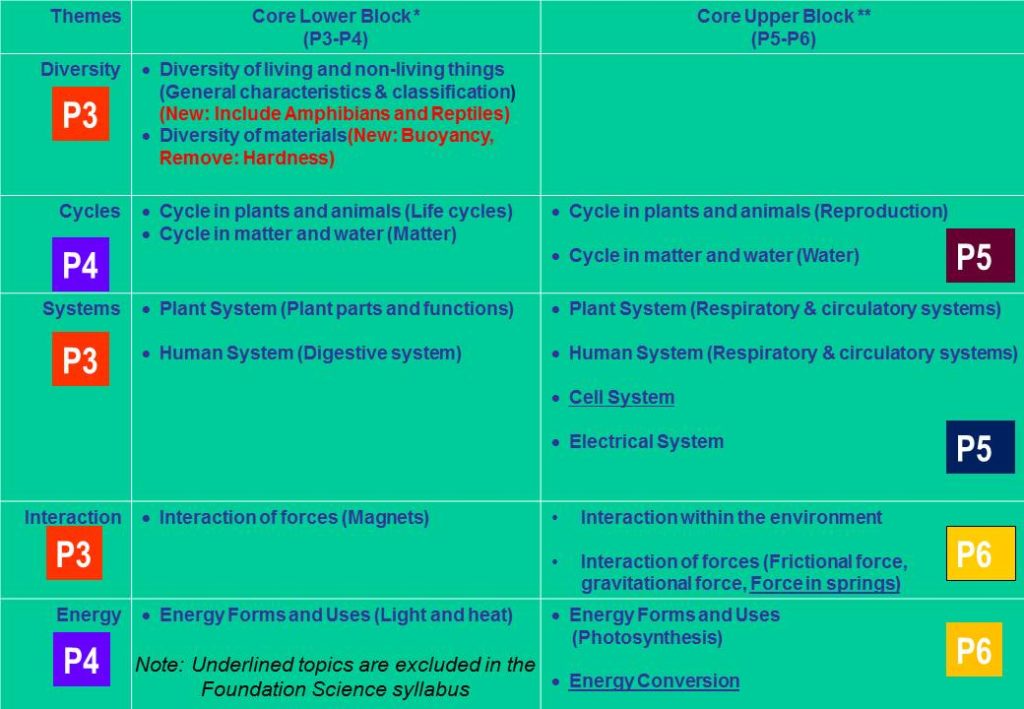 Themes
Core Lower Block *
(P3-P4)
Core Upper Block **
(P5-P6)
Diversity
P3
• Diversity of living and non-living things
(General characteristics & classification)
(New: Include Amphibians and Reptiles)
• Diversity of materials(New: Buoyancy,
Remove: Hardness)
Cycles
P4
• Cycle in plants and animals (Life cycles)
• Cycle in matter and water (Matter)
• Cycle in plants and animals (Reproduction)
• Cycle in matter and water (Water)
P5
Systems
P3
• Plant System (Plant parts and functions)
• Human System (Digestive system)
• Plant System (Respiratory & circulatory systems)
• Human System (Respiratory & circulatory systems)
• Cell System
• Electrical System
P5
Interaction
P3
• Interaction of forces (Magnets)
• Interaction within the environment
• Interaction of forces (Frictional force,
gravitational force, Force in springs)
P6
Energy
P4
• Energy Forms and Uses (Light and heat)
Note: Underlined topics are excluded in the
Foundation Science syllabus
• Energy Forms and Uses
(Photosynthesis)
• Energy Conversion
P6